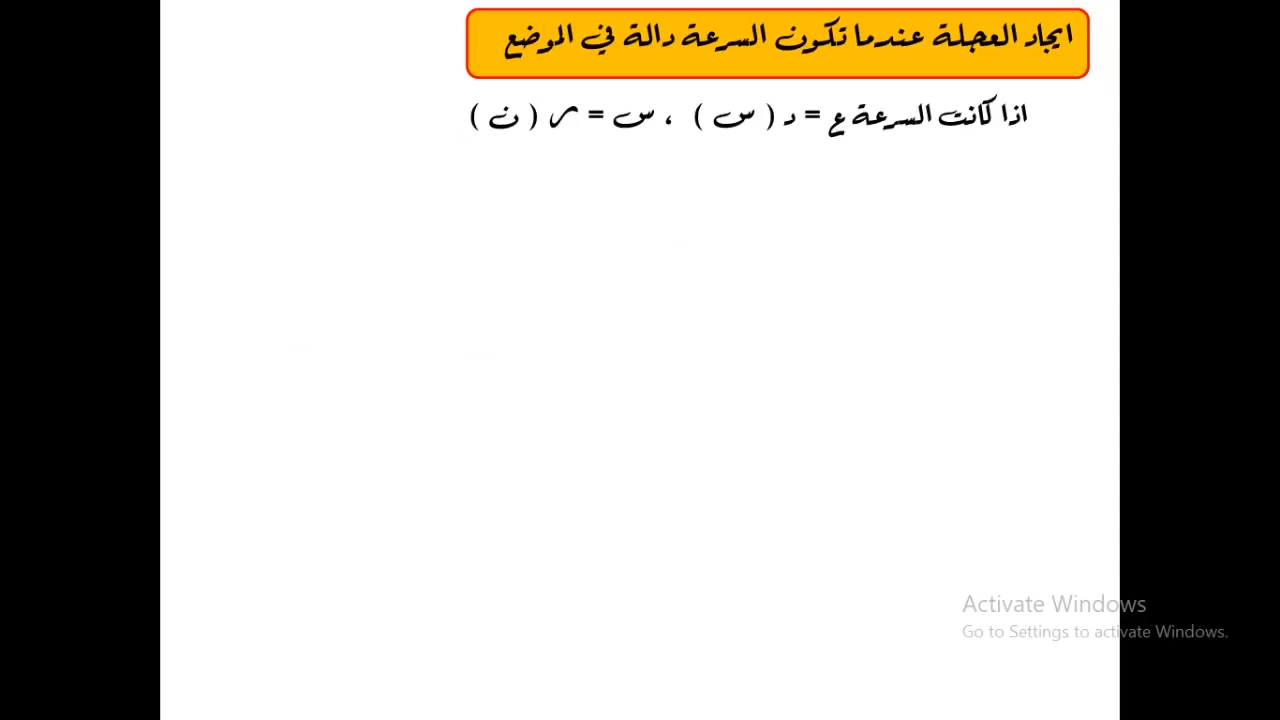 ايجاد العجلة عندما تكون السرعة دالة في الموضع
اذا كانت السرعة ع = د ( س ) ، س = م ( ن )
Activate Windows
Go to Settings to activate Windows.